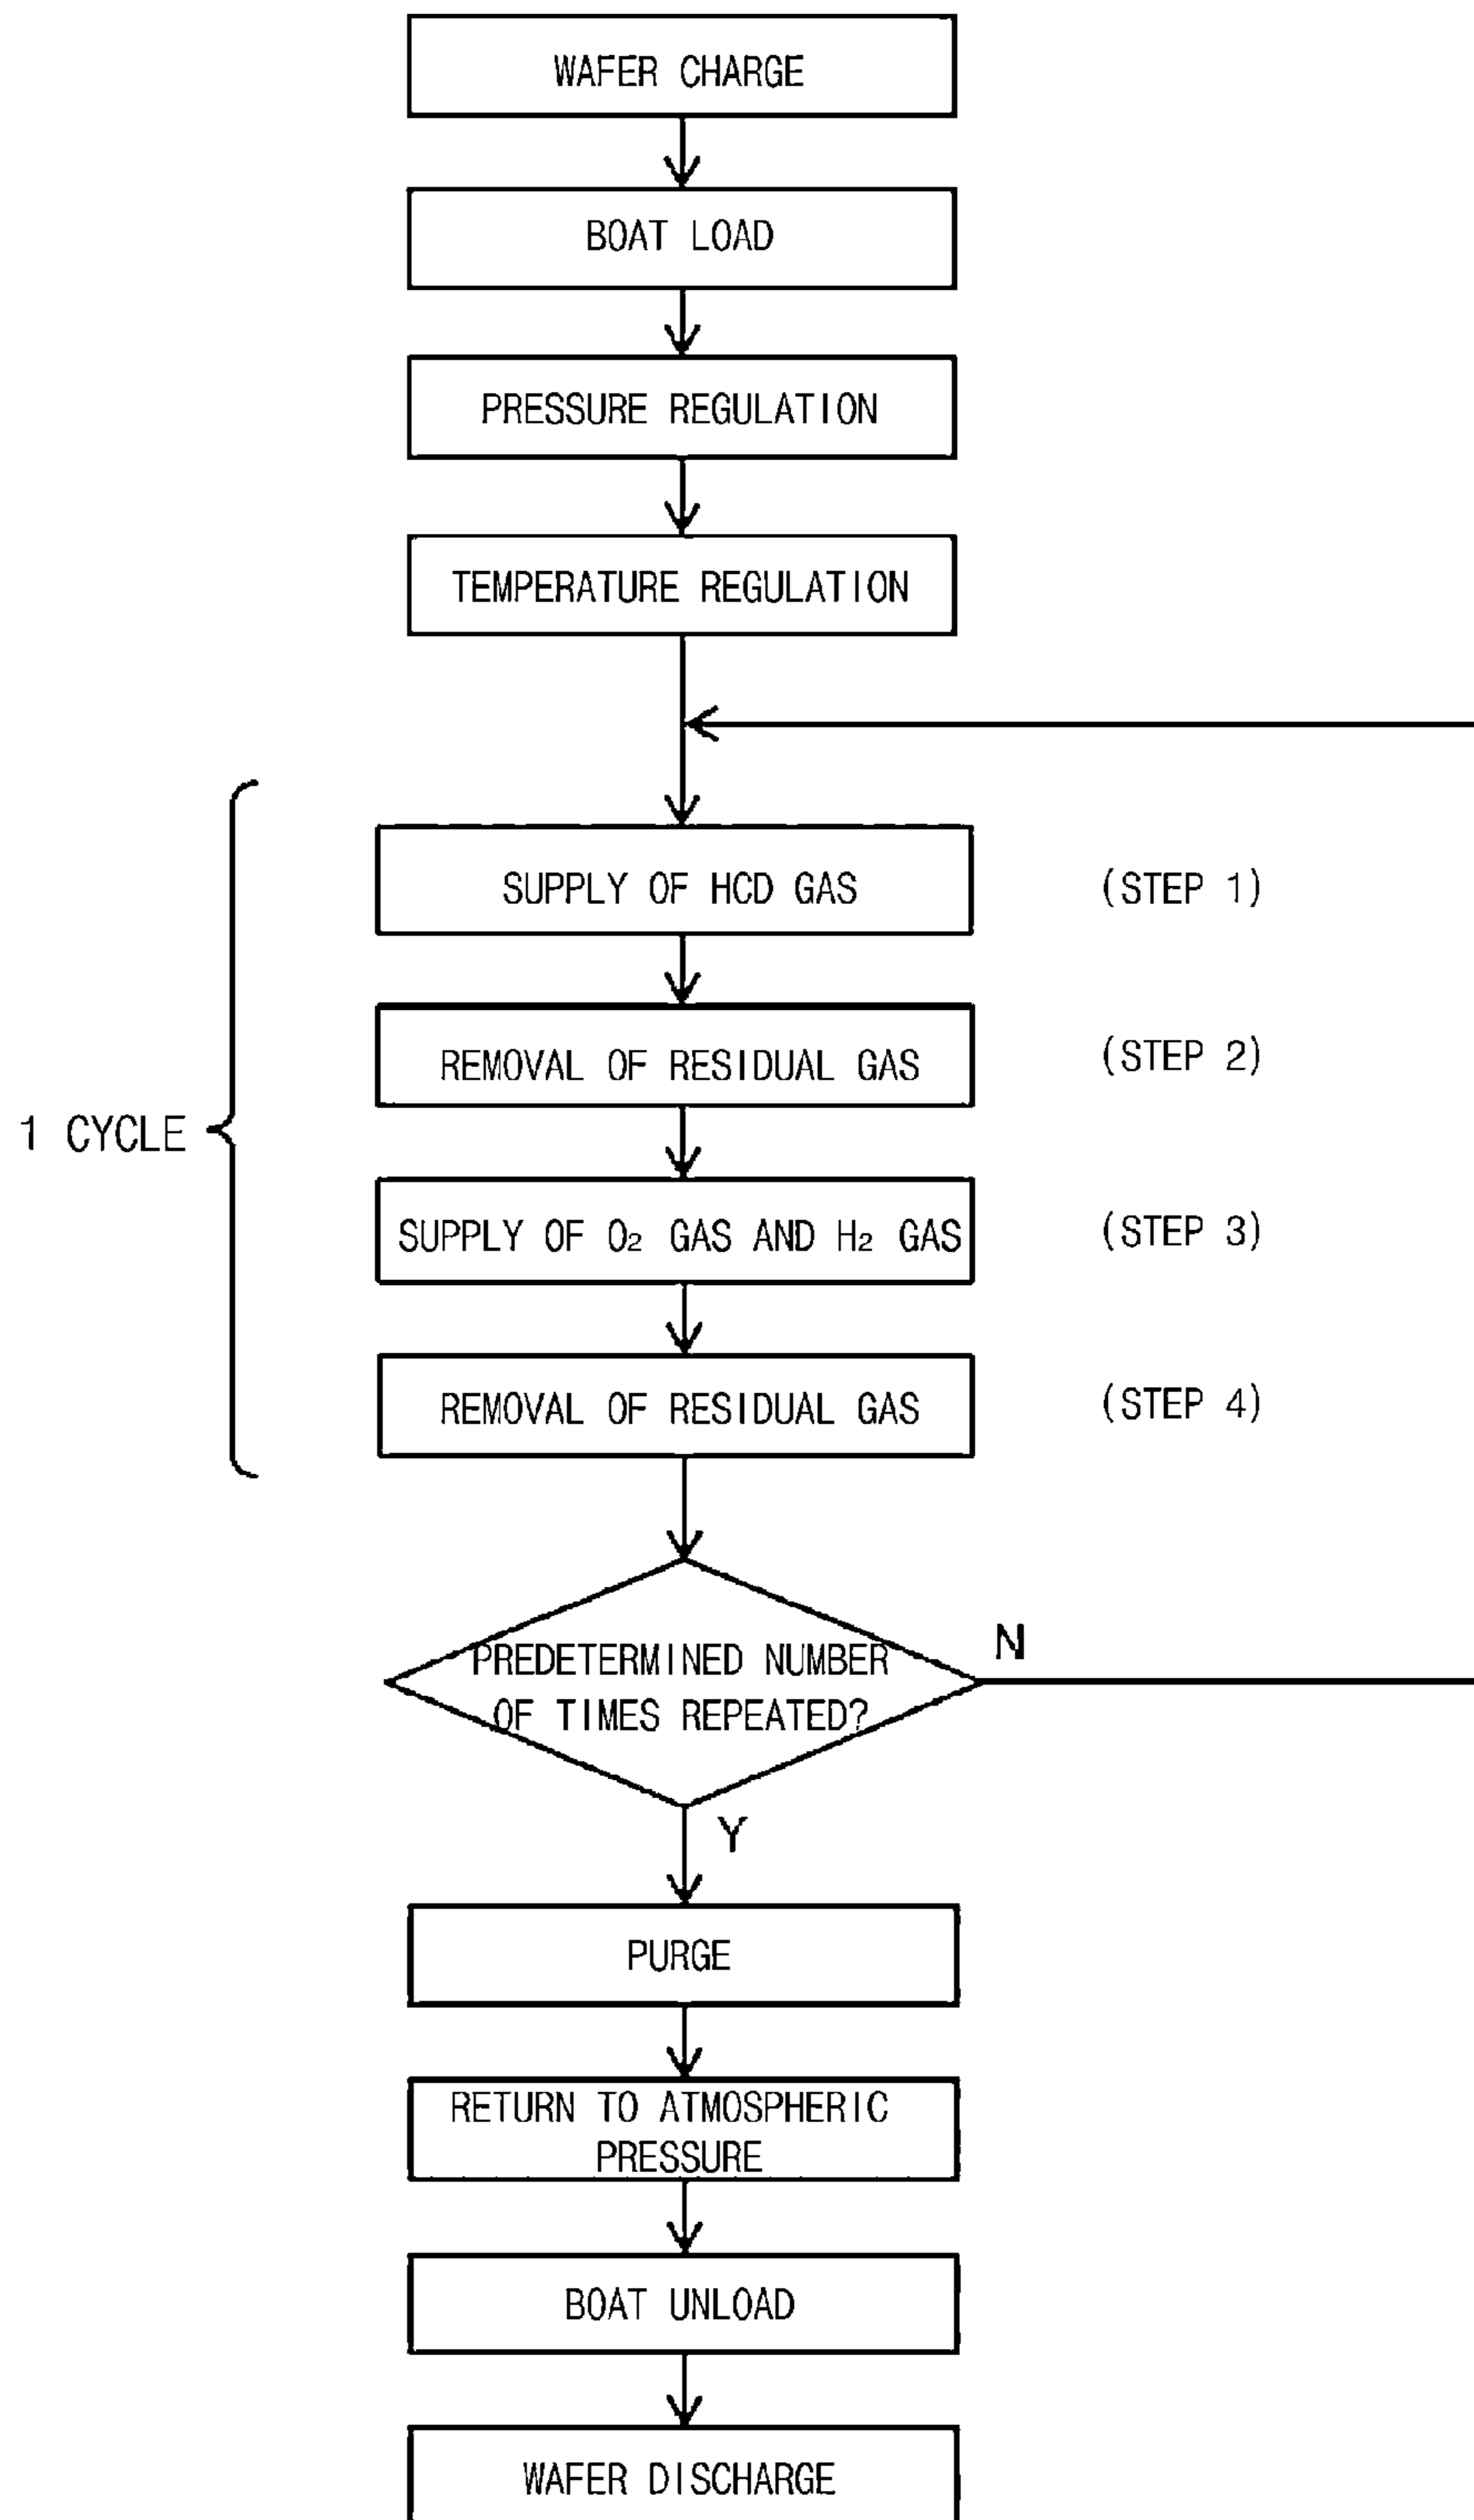 WAFER CHARGE
BOAT LOAD
PRESSURE REGULATION
TEMPERATURE REGULATION
SUPPLY OF HCD GAS (STEP 1)
REMOVAL OF RESIDUAL GAS (STEP 2)
1 CYCLE
SUPPLY OF O₂ GAS AND H₂ GAS (STEP 3)
REMOVAL OF RESIDUAL GAS (STEP 4)
PREDETERMINED NUMBER
OF TIMES REPEATED?
N
Y
PURGE
RETURN TO ATMOSPHERIC
PRESSURE
BOAT UNLOAD
WAFER DISCHARGE